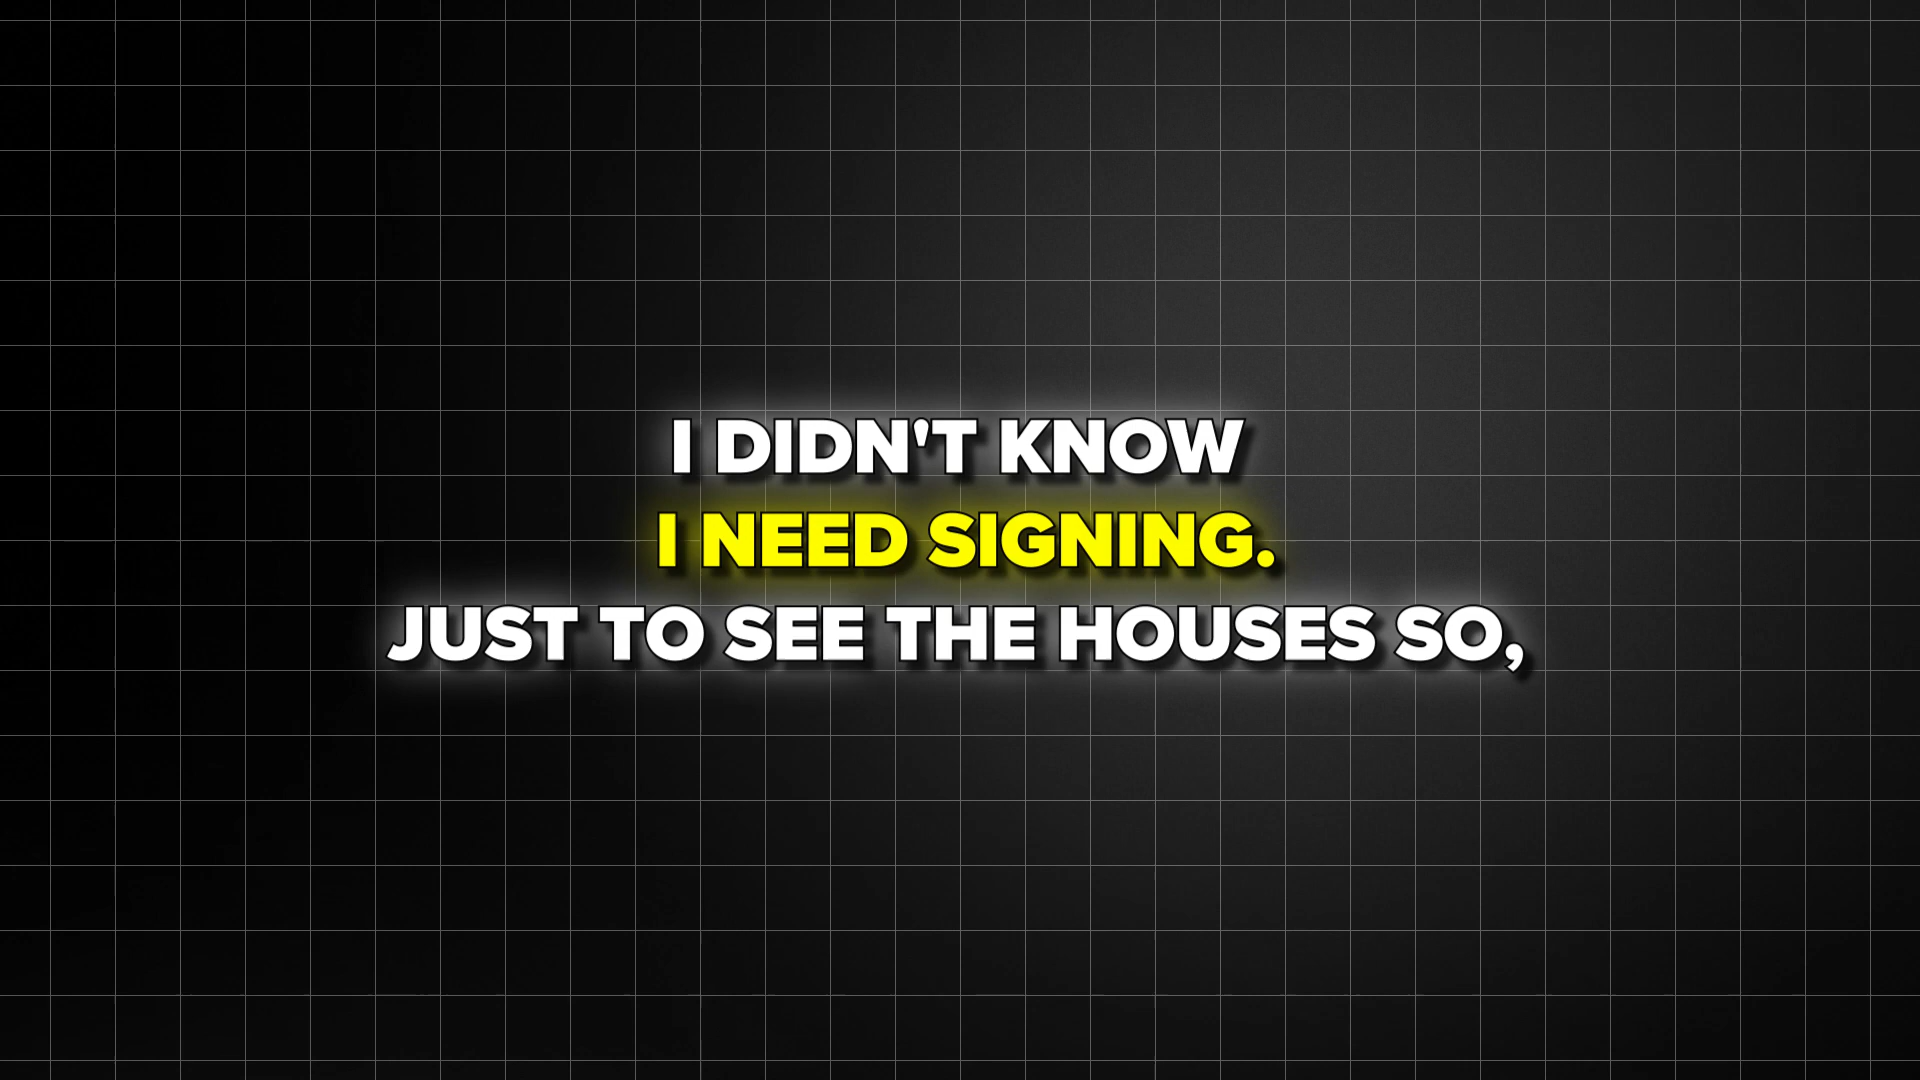 I DIDN'T KNOW
I NEED SIGNING.
JUST TO SEE THE HOUSES SO,